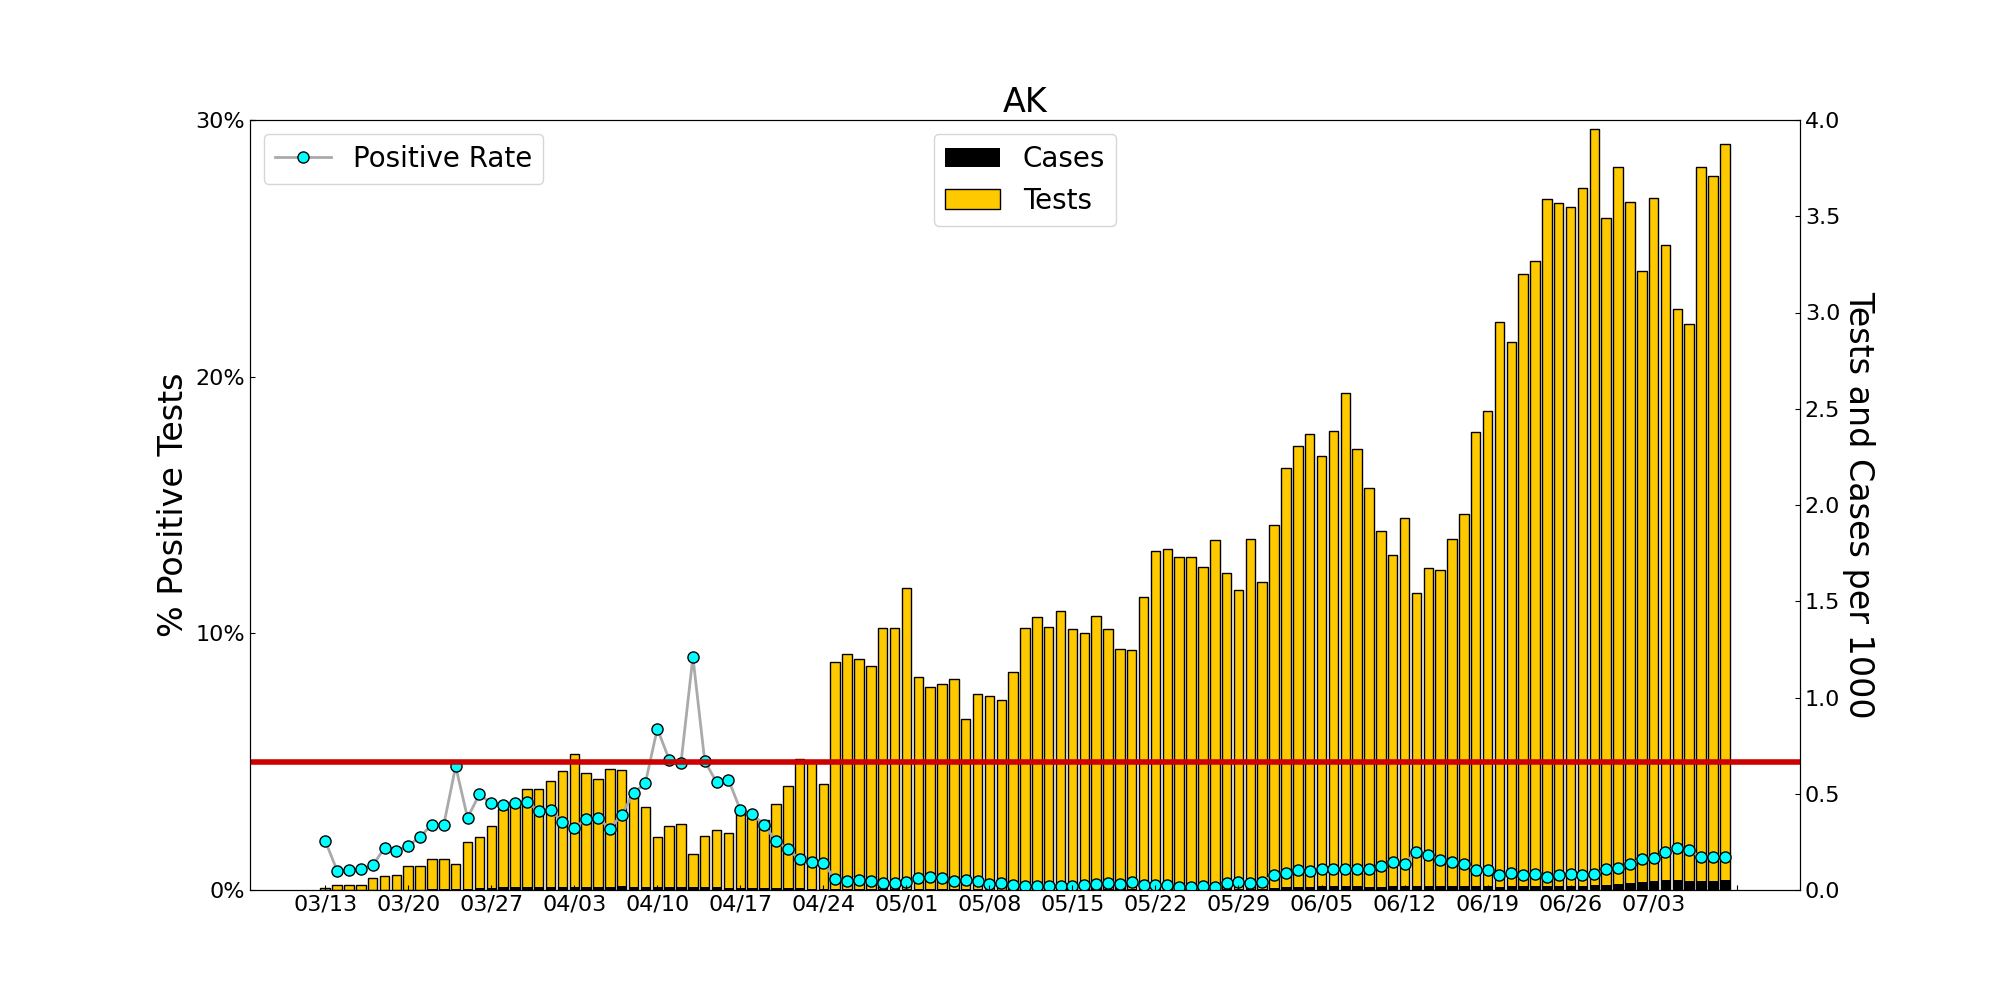 AK
Positive Rate
Cases
Tests
% Positive Tests
30%
20%
10%
0%
4.0
3.5
3.0
2.5
2.0
1.5
1.0
0.5
0.0
Tests and Cases per 1000
03/13 03/20 03/27 04/03 04/10 04/17 04/24 05/01 05/08 05/15 05/22 05/29 06/05 06/12 06/19 06/26 07/03